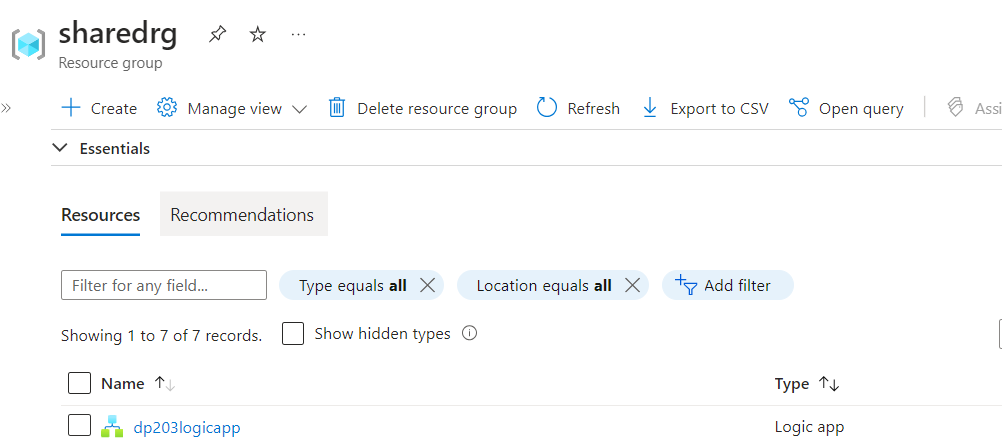 sharedrg
Resource group
Create Manage view Delete resource group Refresh Export to CSV Open query Assi
Essentials
Resources Recommendations
Filter for any field... Type equals all Location equals all Add filter
Showing 1 to 7 of 7 records. Show hidden types
Name Type
dp203logicapp Logic app